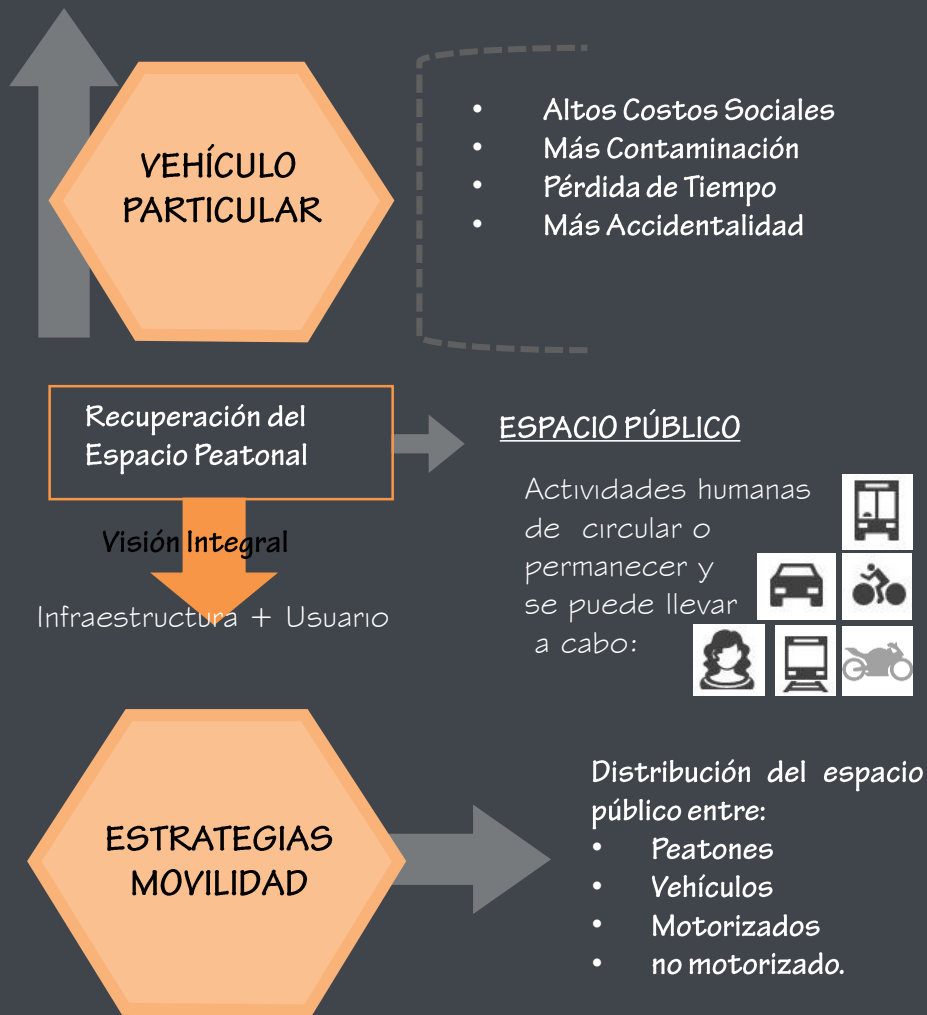 VEHÍCULO
PARTICULAR
• Altos Costos Sociales
• Más Contaminación
• Pérdida de Tiempo
• Más Accidentalidad
Recuperación del
Espacio Peatonal
ESPACIO PÚBLICO
Actividades humanas
de circular o
permanecer y
se puede llevar
a cabo:
Visión Integral
Infraestructura + Usuario
ESTRATEGIAS
MOVILIDAD
Distribución del espacio
público entre:
• Peatones
• Vehículos
• Motorizados
• no motorizado.